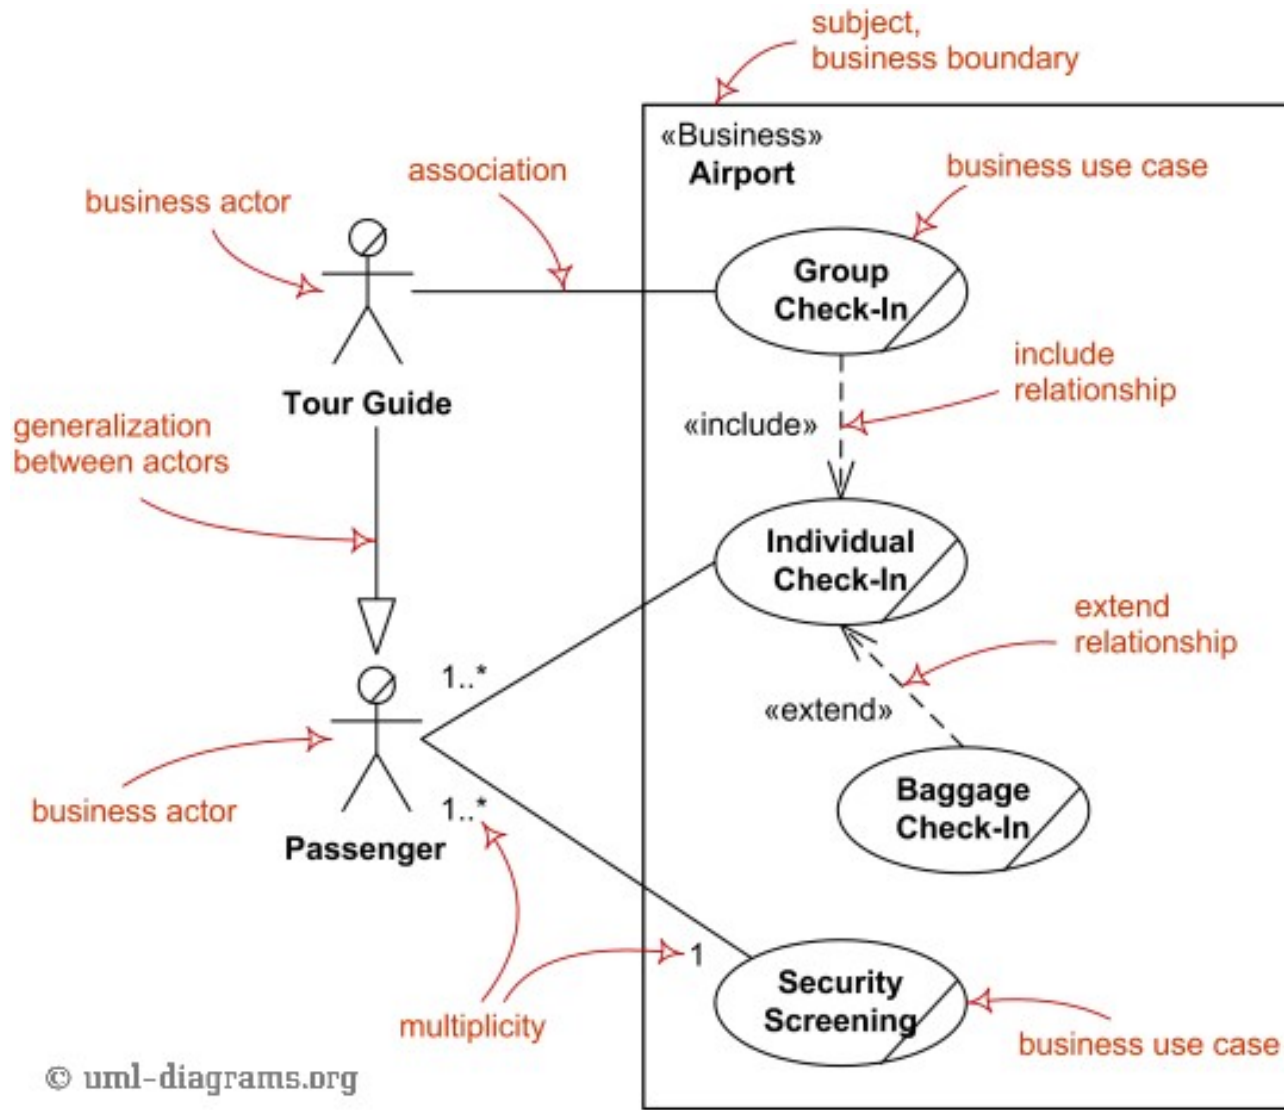 subject,
business boundary
«Business»
Airport
business use case
association
business actor
Group
Check-In
include
relationship
«include»
Tour Guide
generalization
between actors
Individual
Check-In
extend
relationship
«extend»
1..*
business actor
1..*
Passenger
Baggage
Check-In
1
multiplicity
Security
Screening
business use case
© uml-diagrams.org